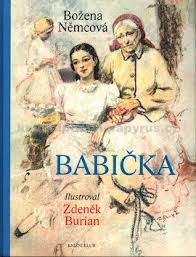 Božena
Němcová
BABIČKA
Ilustroval
Zdeněk
Burian